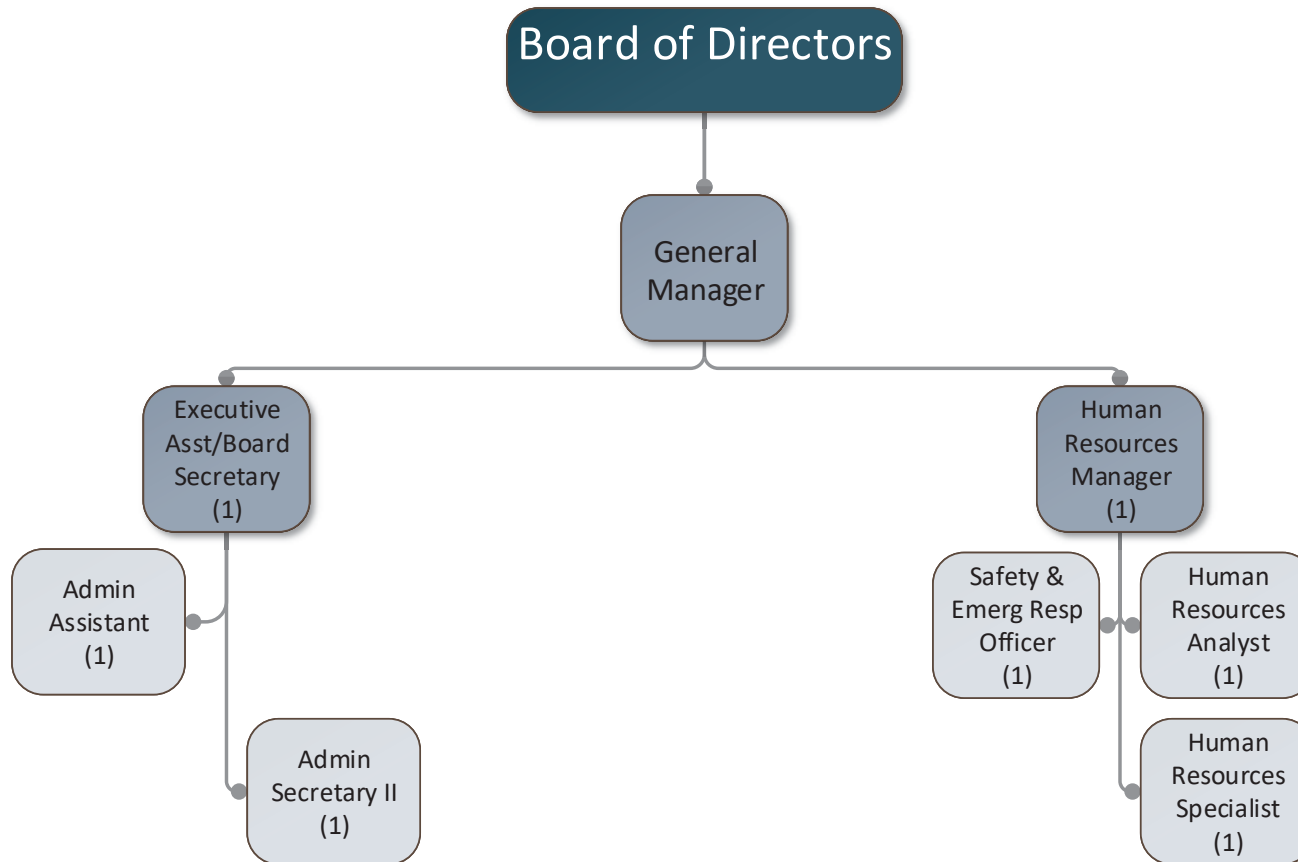 Board of Directors
General
Manager
Executive
Asst/Board
Secretary
(1)
Human
Resources
Manager
(1)
Admin
Assistant
(1)
Safety &
Emerg Resp
Officer
(1)
Human
Resources
Analyst
(1)
Admin
Secretary II
(1)
Human
Resources
Specialist
(1)